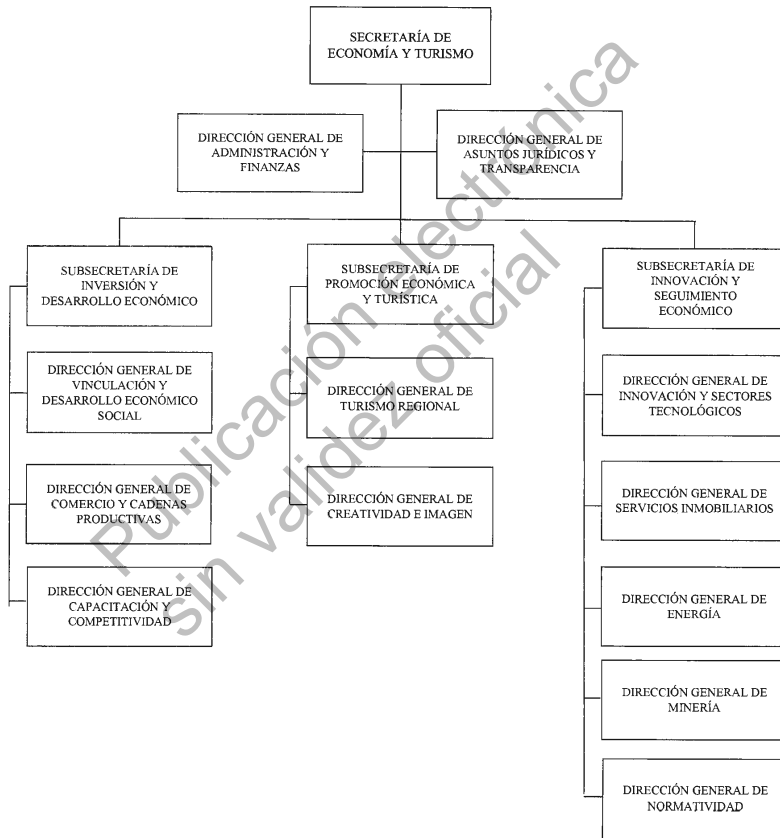 SECRETARÍA DE
ECONOMÍA Y TURISMO
DIRECCIÓN GENERAL DE
ADMINISTRACIÓN Y
FINANZAS
DIRECCIÓN GENERAL DE
ASUNTOS JURÍDICOS Y
TRANSPARENCIA
SUBSECRETARÍA DE
INVERSIÓN Y
DESARROLLO ECONÓMICO
DIRECCIÓN GENERAL DE
VINCULACIÓN Y
DESARROLLO ECONÓMICO
SOCIAL
DIRECCIÓN GENERAL DE
COMERCIO Y CADENAS
PRODUCTIVAS
DIRECCIÓN GENERAL DE
CAPACITACIÓN Y
COMPETITIVIDAD
SUBSECRETARÍA DE
PROMOCIÓN ECONÓMICA
Y TURÍSTICA
DIRECCIÓN GENERAL DE
TURISMO REGIONAL
DIRECCIÓN GENERAL DE
CREATIVIDAD E IMAGEN
SUBSECRETARÍA DE
INNOVACIÓN Y
SEGUIMIENTO
ECONÓMICO
DIRECCIÓN GENERAL DE
INNOVACIÓN Y SECTORES
TECNOLÓGICOS
DIRECCIÓN GENERAL DE
SERVICIOS INMOBILIARIOS
DIRECCIÓN GENERAL DE
ENERGÍA
DIRECCIÓN GENERAL DE
MINERÍA
DIRECCIÓN GENERAL DE
NORMATIVIDAD
Publicación electrónica
sin validez oficial